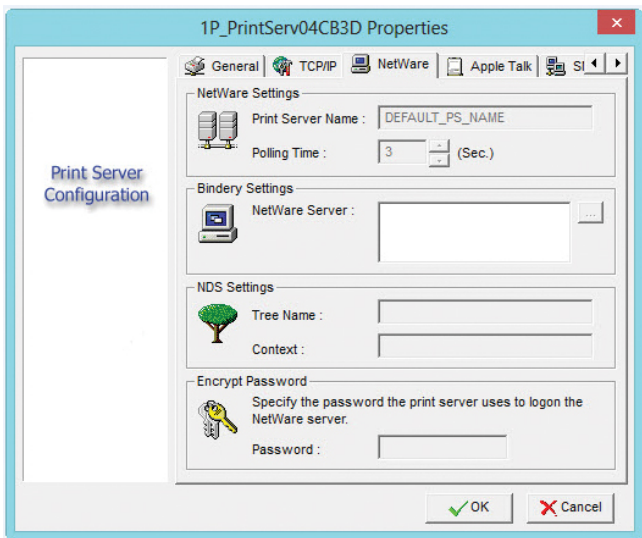 1P_PrintServ04CB3D Properties
General
TCP/IP
NetWare
Apple Talk
Print Server
Configuration
NetWare Settings
Print Server Name :
DEFAULT_PS_NAME
Polling Time :
3
(Sec.)
Bindery Settings
NetWare Server :
...
NDS Settings
Tree Name :
Context :
Encrypt Password
Specify the password the print server uses to logon the
NetWare server.
Password :
OK
Cancel